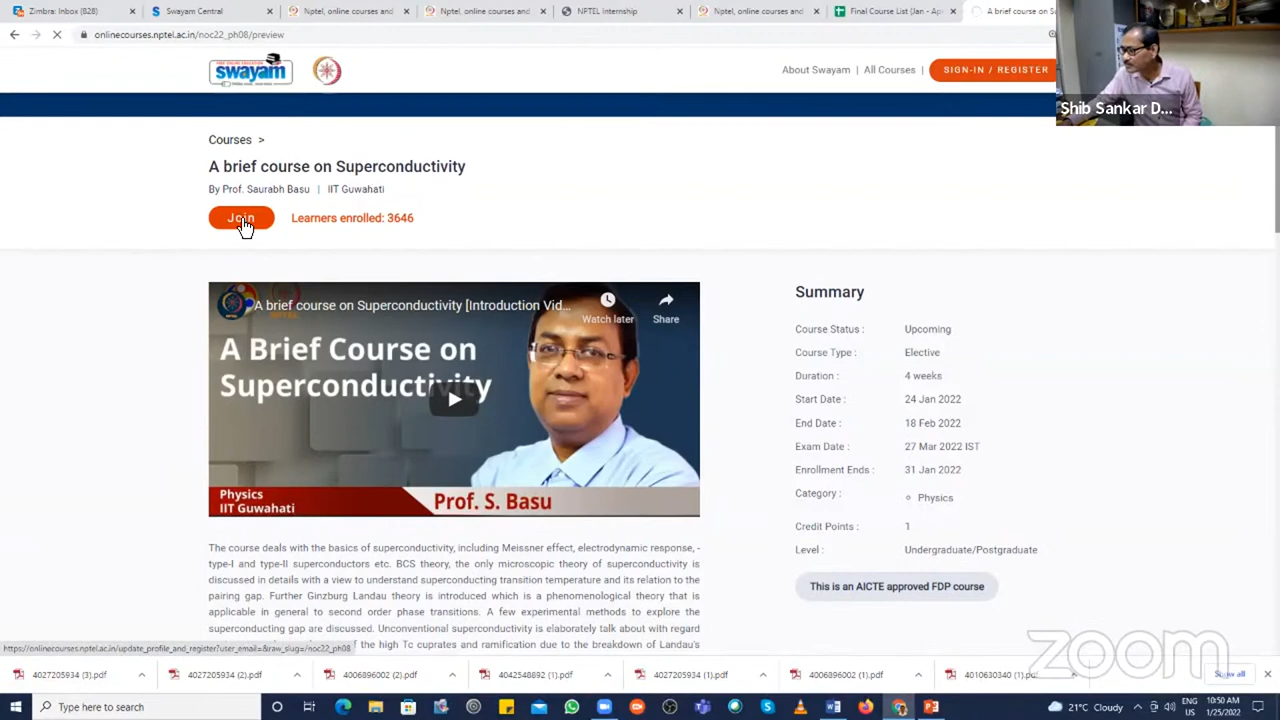 Zimbra: Inbox (828)
Swayam Central
Nptel, online courses and
Nptel, online courses and
NPTEL Internship
Nptel, online courses and
Final Course List (Jan - Ap
A brief course on S
onlinecourses.nptel.ac.in/noc22_ph08/preview
FREE ONLINE EDUCATION
swayam
About Swayam | All Courses |
SIGN-IN / REGISTER
Shib Sankar D...
Courses >
A brief course on Superconductivity
By Prof. Saurabh Basu | IIT Guwahati
Join
Learners enrolled: 3646
A brief course on Superconductivity [Introduction Vid...
Watch later
Share
A Brief Course on
Superconductivity
Physics
IIT Guwahati
Prof. S. Basu
Summary
Course Status : Upcoming
Course Type : Elective
Duration : 4 weeks
Start Date : 24 Jan 2022
End Date : 18 Feb 2022
Exam Date : 27 Mar 2022 IST
Enrollment Ends : 31 Jan 2022
Category :
Physics
Credit Points : 1
Level : Undergraduate/Postgraduate
This is an AICTE approved FDP course
The course deals with the basics of superconductivity, including Meissner effect, electrodynamic response, -
type-I and type-II superconductors etc. BCS theory, the only microscopic theory of superconductivity is
discussed in details with a view to understand superconducting transition temperature and its relation to the
pairing gap. Further Ginzburg Landau theory is introduced which is a phenomenological theory that is
applicable in general to second order phase transitions. A few experimental methods to explore the
superconducting gap are discussed. Unconventional superconductivity is elaborately talk about with regard
of the high Tc cuprates and ramification due to the breakdown of Landau's
https://onlinecourses.nptel.ac.in/update_profile_and_register?user_email=&raw_slug=/noc22_ph08
zoom
4027205934 (3).pdf
4027205934 (2).pdf
4006896002 (2).pdf
4042548892 (1).pdf
4027205934 (1).pdf
4006896002 (1).pdf
4010630340 (1).pdf
Show all
Type here to search
21°C Cloudy
ENG
US
10:50 AM
1/25/2022